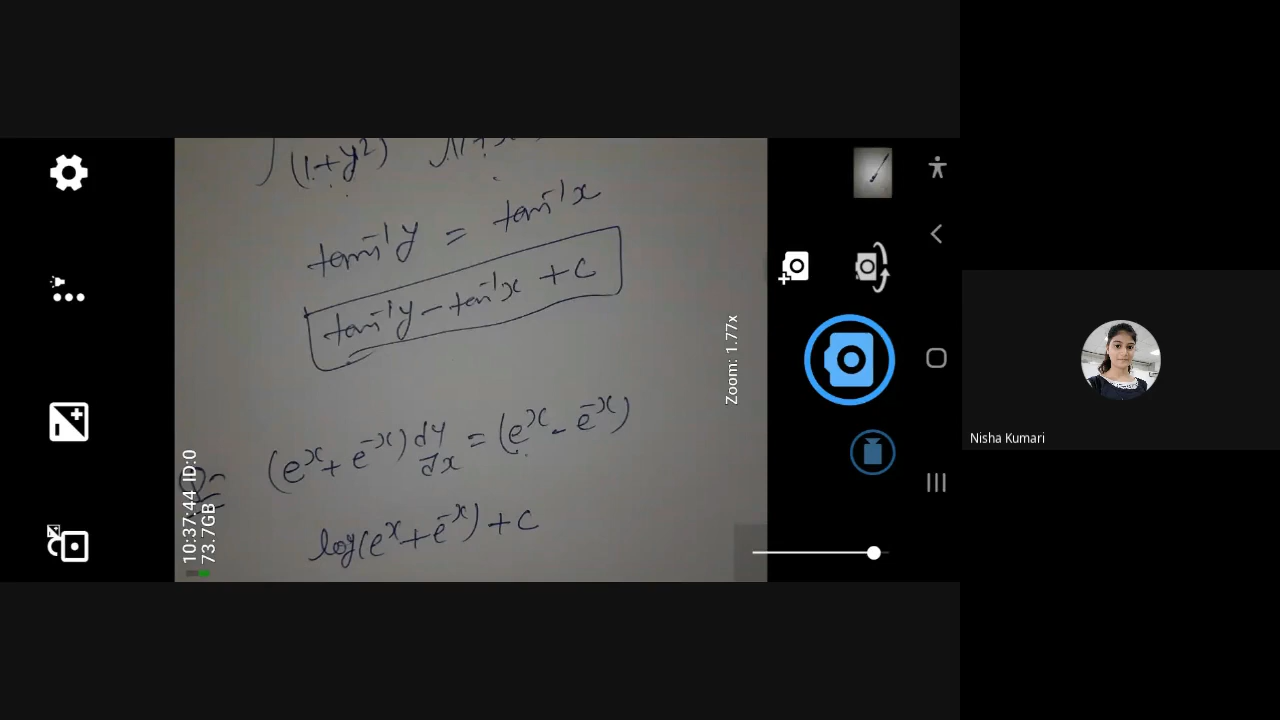 (1+y²)
tan⁻¹y = tan⁻¹x
tan⁻¹y - tan⁻¹x + C
Q:- (eˣ + e⁻ˣ) dy/dx = (eˣ - e⁻ˣ)
log(eˣ + e⁻ˣ) + C
10:37:44 ID:0
73.7GB
Zoom: 1.77x
Nisha Kumari